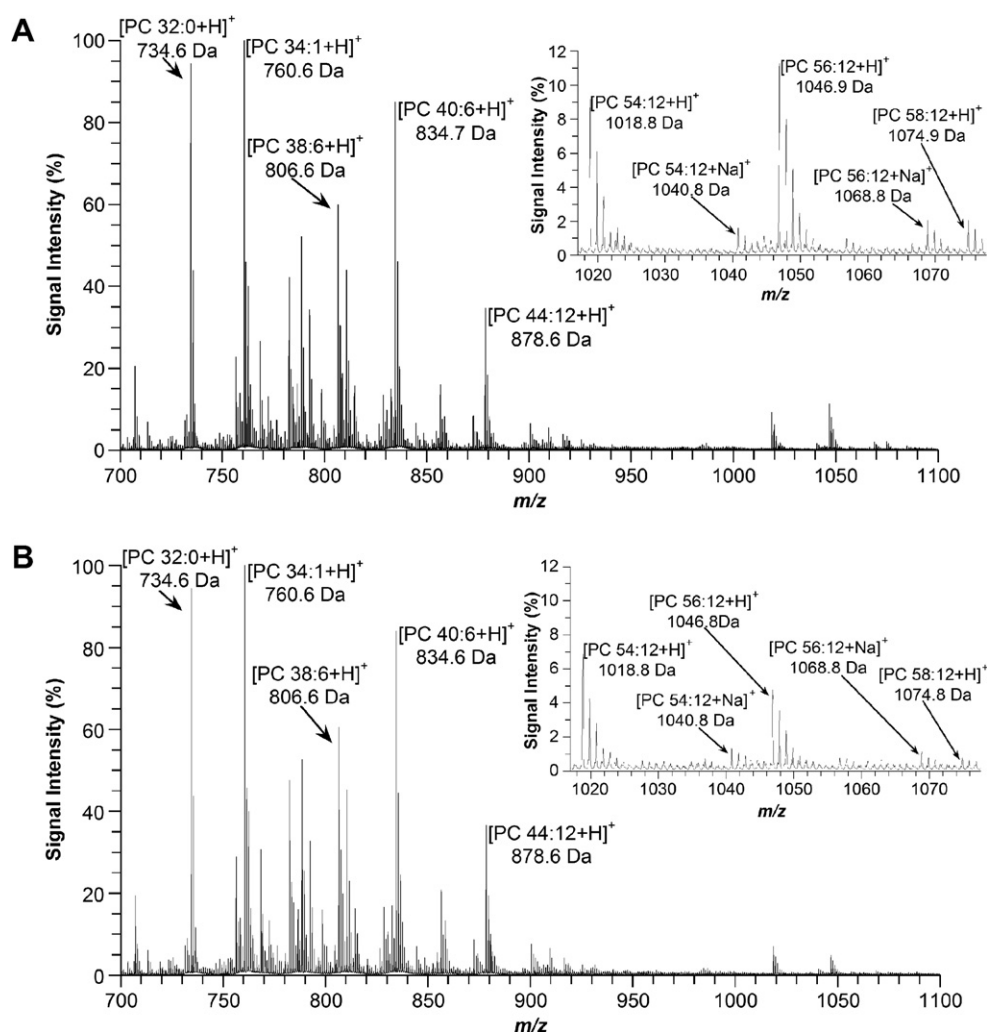 A
[PC 32:0+H]+
734.6 Da
[PC 34:1+H]+
760.6 Da
[PC 38:6+H]+
806.6 Da
[PC 40:6+H]+
834.7 Da
[PC 44:12+H]+
878.6 Da
Signal Intensity (%)
100
80
60
40
20
0
700 750 800 850 900 950 1000 1050 1100
m/z
[PC 54:12+H]+
1018.8 Da
[PC 54:12+Na]+
1040.8 Da
[PC 56:12+H]+
1046.9 Da
[PC 56:12+Na]+
1068.8 Da
[PC 58:12+H]+
1074.9 Da
Signal Intensity (%)
12
10
8
6
4
2
0
1020 1030 1040 1050 1060 1070
m/z
B
[PC 32:0+H]+
734.6 Da
[PC 34:1+H]+
760.6 Da
[PC 38:6+H]+
806.6 Da
[PC 40:6+H]+
834.6 Da
[PC 44:12+H]+
878.6 Da
Signal Intensity (%)
100
80
60
40
20
0
700 750 800 850 900 950 1000 1050 1100
m/z
[PC 54:12+H]+
1018.8 Da
[PC 54:12+Na]+
1040.8 Da
[PC 56:12+H]+
1046.8Da
[PC 56:12+Na]+
1068.8 Da
[PC 58:12+H]+
1074.8 Da
Signal Intensity (%)
12
10
8
6
4
2
0
1020 1030 1040 1050 1060 1070
m/z